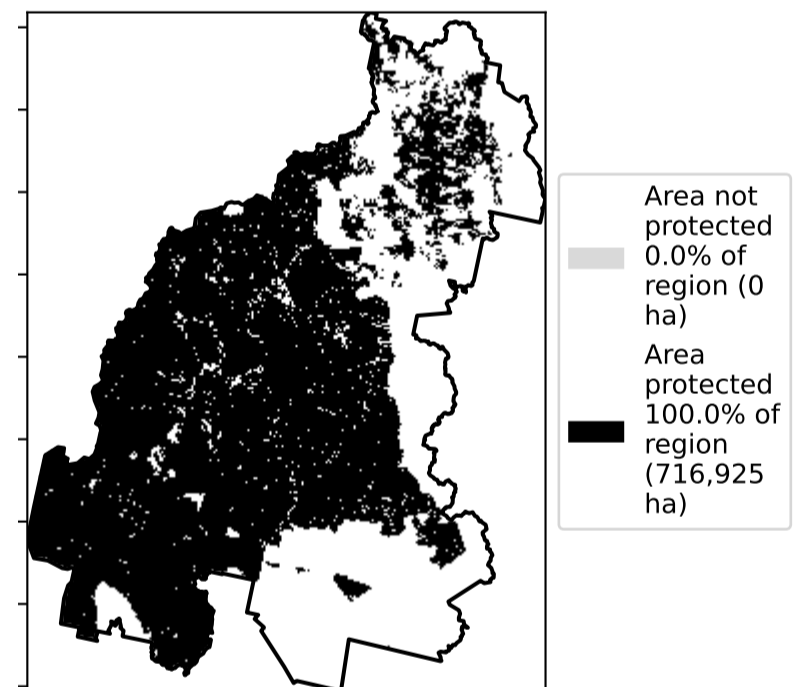 Area not
protected
0.0% of
region (0
ha)
Area
protected
100.0% of
region
(716,925
ha)